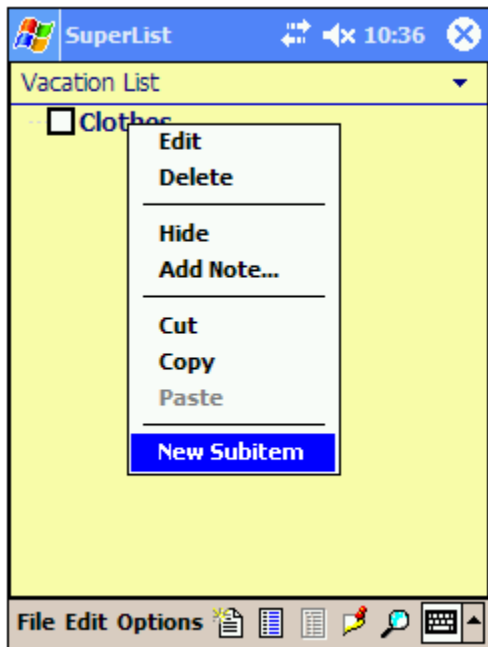 SuperList 10:36
Vacation List
Clothes
Edit
Delete
Hide
Add Note...
Cut
Copy
Paste
New Subitem
File Edit Options